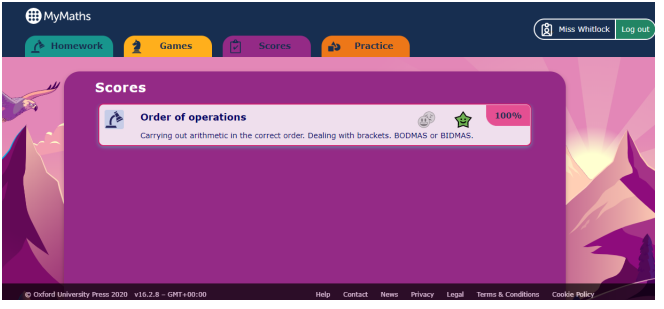 MyMaths
Miss Whitlock
Log out
Homework
Games
Scores
Practice
Scores
Order of operations
100%
Carrying out arithmetic in the correct order. Dealing with brackets. BODMAS or BIDMAS.
© Oxford University Press 2020 v16.2.8 – GMT+00:00
Help Contact News Privacy Legal Terms & Conditions Cookie Policy